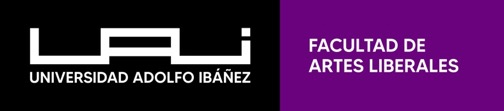 UAI
UNIVERSIDAD ADOLFO IBÁÑEZ
FACULTAD DE
ARTES LIBERALES